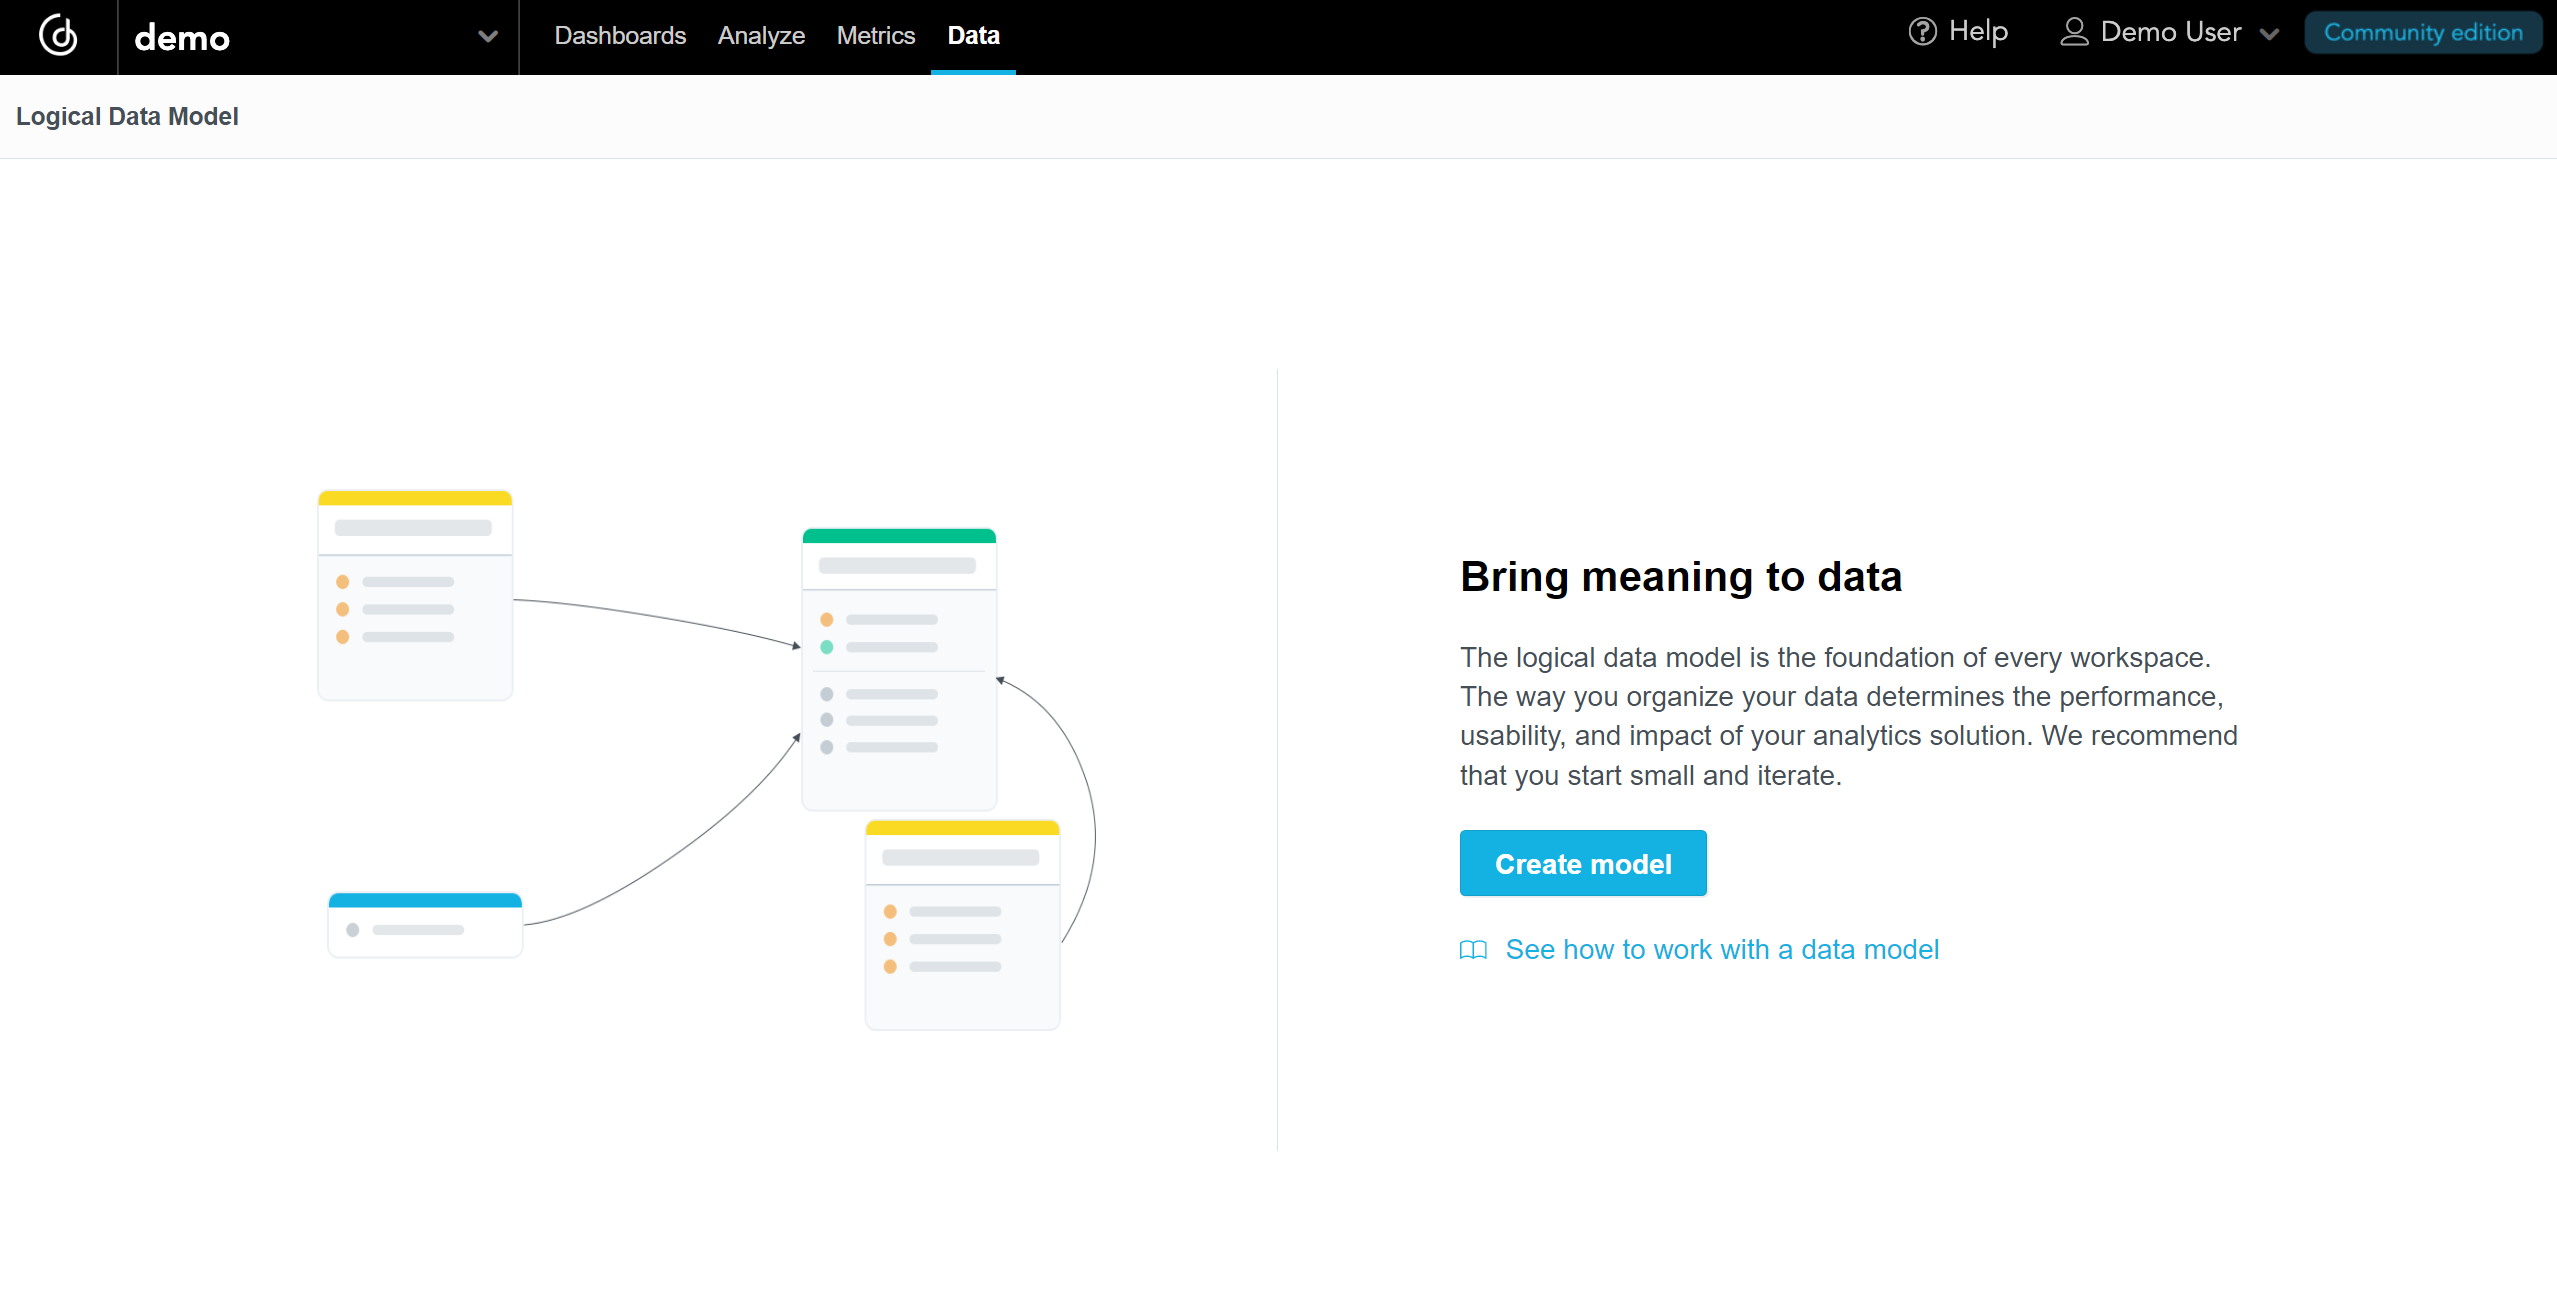 demo
Dashboards
Analyze
Metrics
Data
Help
Demo User
Community edition
Logical Data Model
Bring meaning to data
The logical data model is the foundation of every workspace.
The way you organize your data determines the performance,
usability, and impact of your analytics solution. We recommend
that you start small and iterate.
Create model
See how to work with a data model